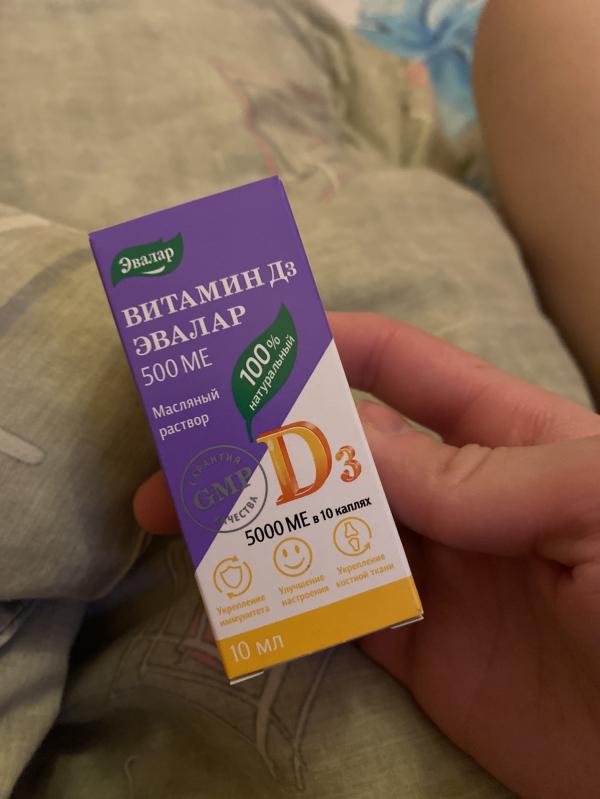 Эвалар
ВИТАМИН Д3
ЭВАЛАР
500 МЕ
100%
натуральный
Масляный
раствор
D3
ГАРАНТИЯ
GMP
КАЧЕСТВА
5000 МЕ в 10 каплях
Укрепление
иммунитета
Улучшение
настроения
Укрепление
костной ткани
10 мл